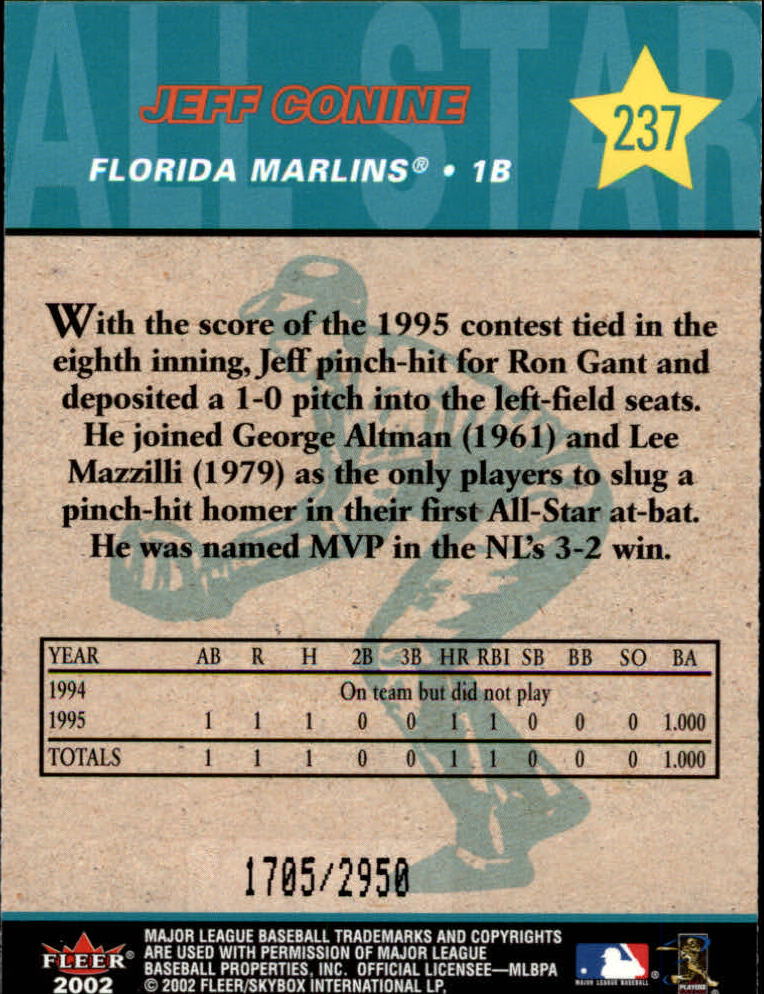 ALL STAR
JEFF CONINE
237
FLORIDA MARLINS® • 1B
With the score of the 1995 contest tied in the
eighth inning, Jeff pinch-hit for Ron Gant and
deposited a 1-0 pitch into the left-field seats.
He joined George Altman (1961) and Lee
Mazzilli (1979) as the only players to slug a
pinch-hit homer in their first All-Star at-bat.
He was named MVP in the NL's 3-2 win.
YEAR AB R H 2B 3B HR RBI SB BB SO BA
1994 On team but did not play
1995 1 1 1 0 0 1 1 0 0 0 1.000
TOTALS 1 1 1 0 0 1 1 0 0 0 1.000
1705/2950
FLEER®
2002
MAJOR LEAGUE BASEBALL TRADEMARKS AND COPYRIGHTS
ARE USED WITH PERMISSION OF MAJOR LEAGUE
BASEBALL PROPERTIES, INC. OFFICIAL LICENSEE—MLBPA
© 2002 FLEER/SKYBOX INTERNATIONAL LP.
MAJOR LEAGUE BASEBALL®
PLAYERS